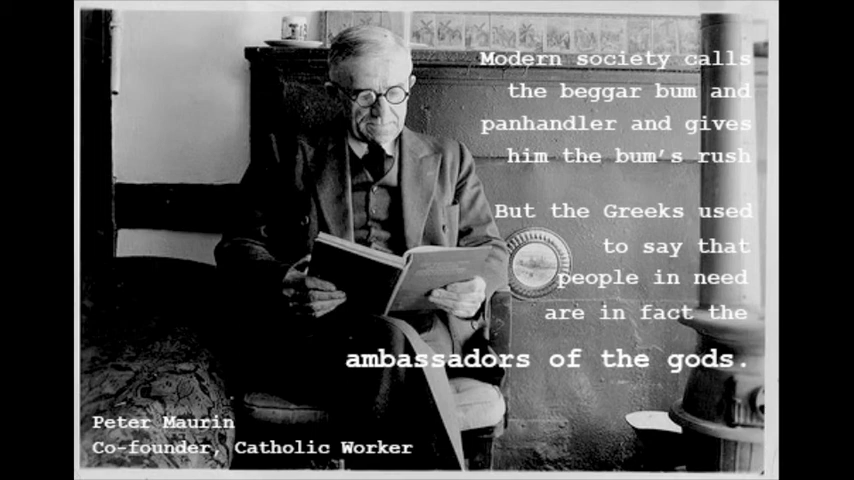 Modern society calls
the beggar bum and
panhandler and gives
him the bum's rush
But the Greeks used
to say that
people in need
are in fact the
ambassadors of the gods.
Peter Maurin
Co-founder, Catholic Worker